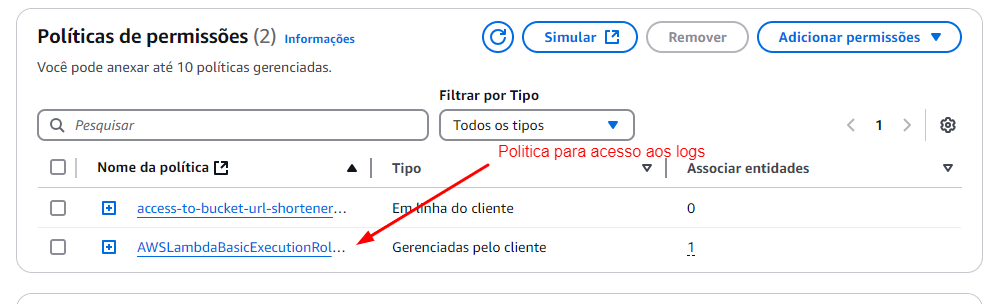 Políticas de permissões (2) Informações
Simular
Remover
Adicionar permissões
Você pode anexar até 10 políticas gerenciadas.
Filtrar por Tipo
Pesquisar
Todos os tipos
1
Politica para acesso aos logs
Nome da política
Tipo
Associar entidades
access-to-bucket-url-shortener...
Em linha do cliente
0
AWSLambdaBasicExecutionRol...
Gerenciadas pelo cliente
1